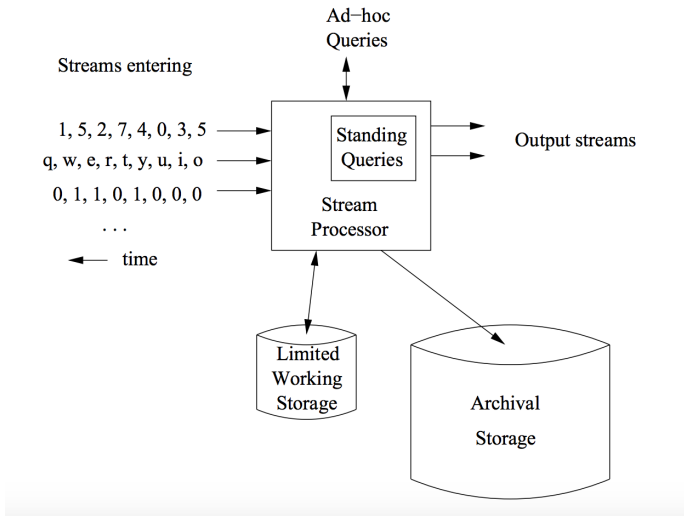 Ad−hoc
Queries
Streams entering
1, 5, 2, 7, 4, 0, 3, 5
q, w, e, r, t, y, u, i, o
0, 1, 1, 0, 1, 0, 0, 0
. . .
time
Standing
Queries
Stream
Processor
Output streams
Limited
Working
Storage
Archival
Storage